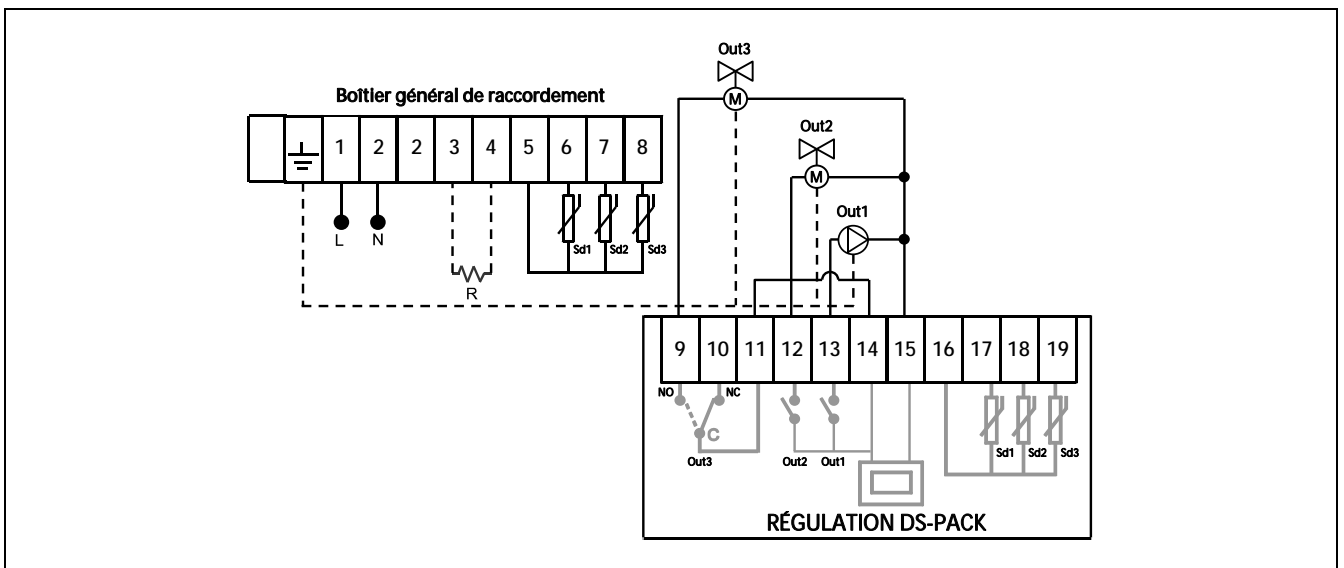 Out3
M
Boîtier général de raccordement
Out2
1 2 2 3 4 5 6 7 8
M
Out1
L N
Sd1 Sd2 Sd3
R
9 10 11 12 13 14 15 16 17 18 19
NO NC
C
Out3 Out2 Out1
Sd1 Sd2 Sd3
RÉGULATION DS-PACK